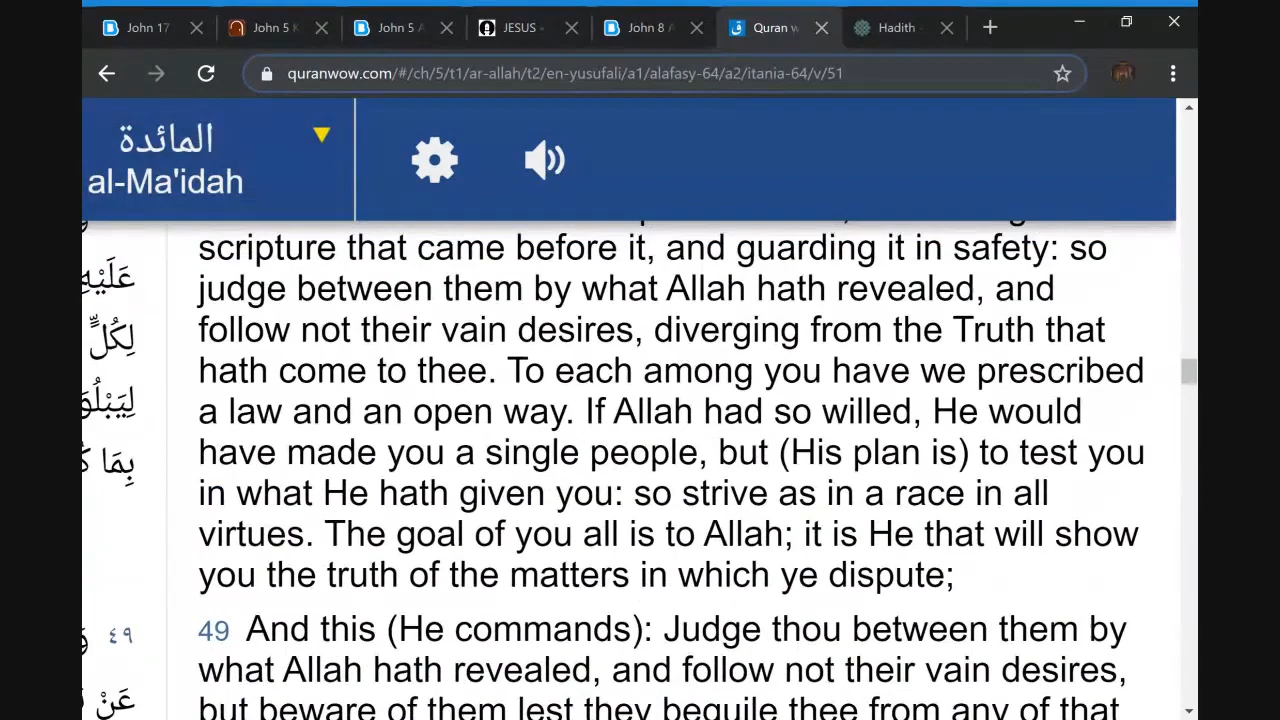 John 17
John 5 K
John 5 A
JESUS -
John 8 A
Quran w
Hadith
quranwow.com/#/ch/5/t1/ar-allah/t2/en-yusufali/a1/alafasy-64/a2/itania-64/v/51
المائدة
al-Ma'idah
scripture that came before it, and guarding it in safety: so
عَلَيْهِ
judge between them by what Allah hath revealed, and
لِكُلٍّ
follow not their vain desires, diverging from the Truth that
hath come to thee. To each among you have we prescribed
لِيَبْلُوَ
a law and an open way. If Allah had so willed, He would
بِمَا
have made you a single people, but (His plan is) to test you
in what He hath given you: so strive as in a race in all
virtues. The goal of you all is to Allah; it is He that will show
you the truth of the matters in which ye dispute;
٤٩
49 And this (He commands): Judge thou between them by
what Allah hath revealed, and follow not their vain desires,
عَنْ
but beware of them lest they beguile thee from any of that